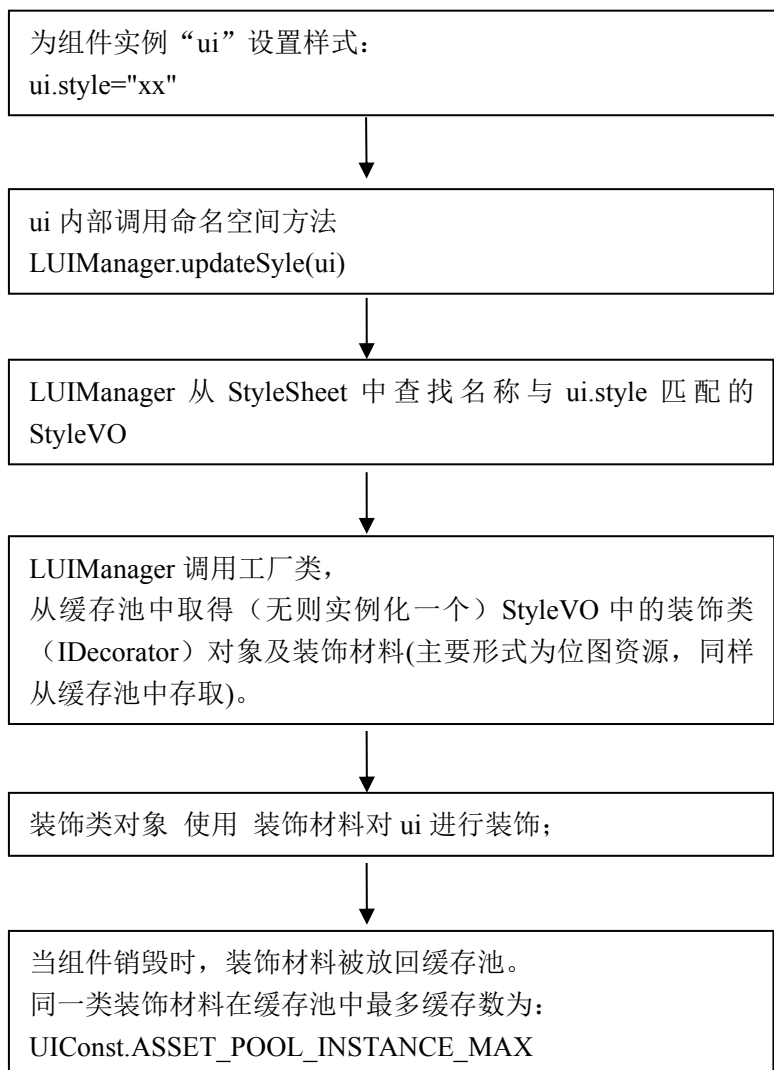 为组件实例“ui”设置样式：
ui.style="xx"
ui 内部调用命名空间方法
LUIManager.updateSyle(ui)
LUIManager 从 StyleSheet 中查找名称与 ui.style 匹配的
StyleVO
LUIManager 调用工厂类，
从缓存池中取得（无则实例化一个）StyleVO 中的装饰类
（IDecorator）对象及装饰材料(主要形式为位图资源，同样
从缓存池中存取)。
装饰类对象 使用 装饰材料对 ui 进行装饰；
当组件销毁时，装饰材料被放回缓存池。
同一类装饰材料在缓存池中最多缓存数为：
UIConst.ASSET_POOL_INSTANCE_MAX